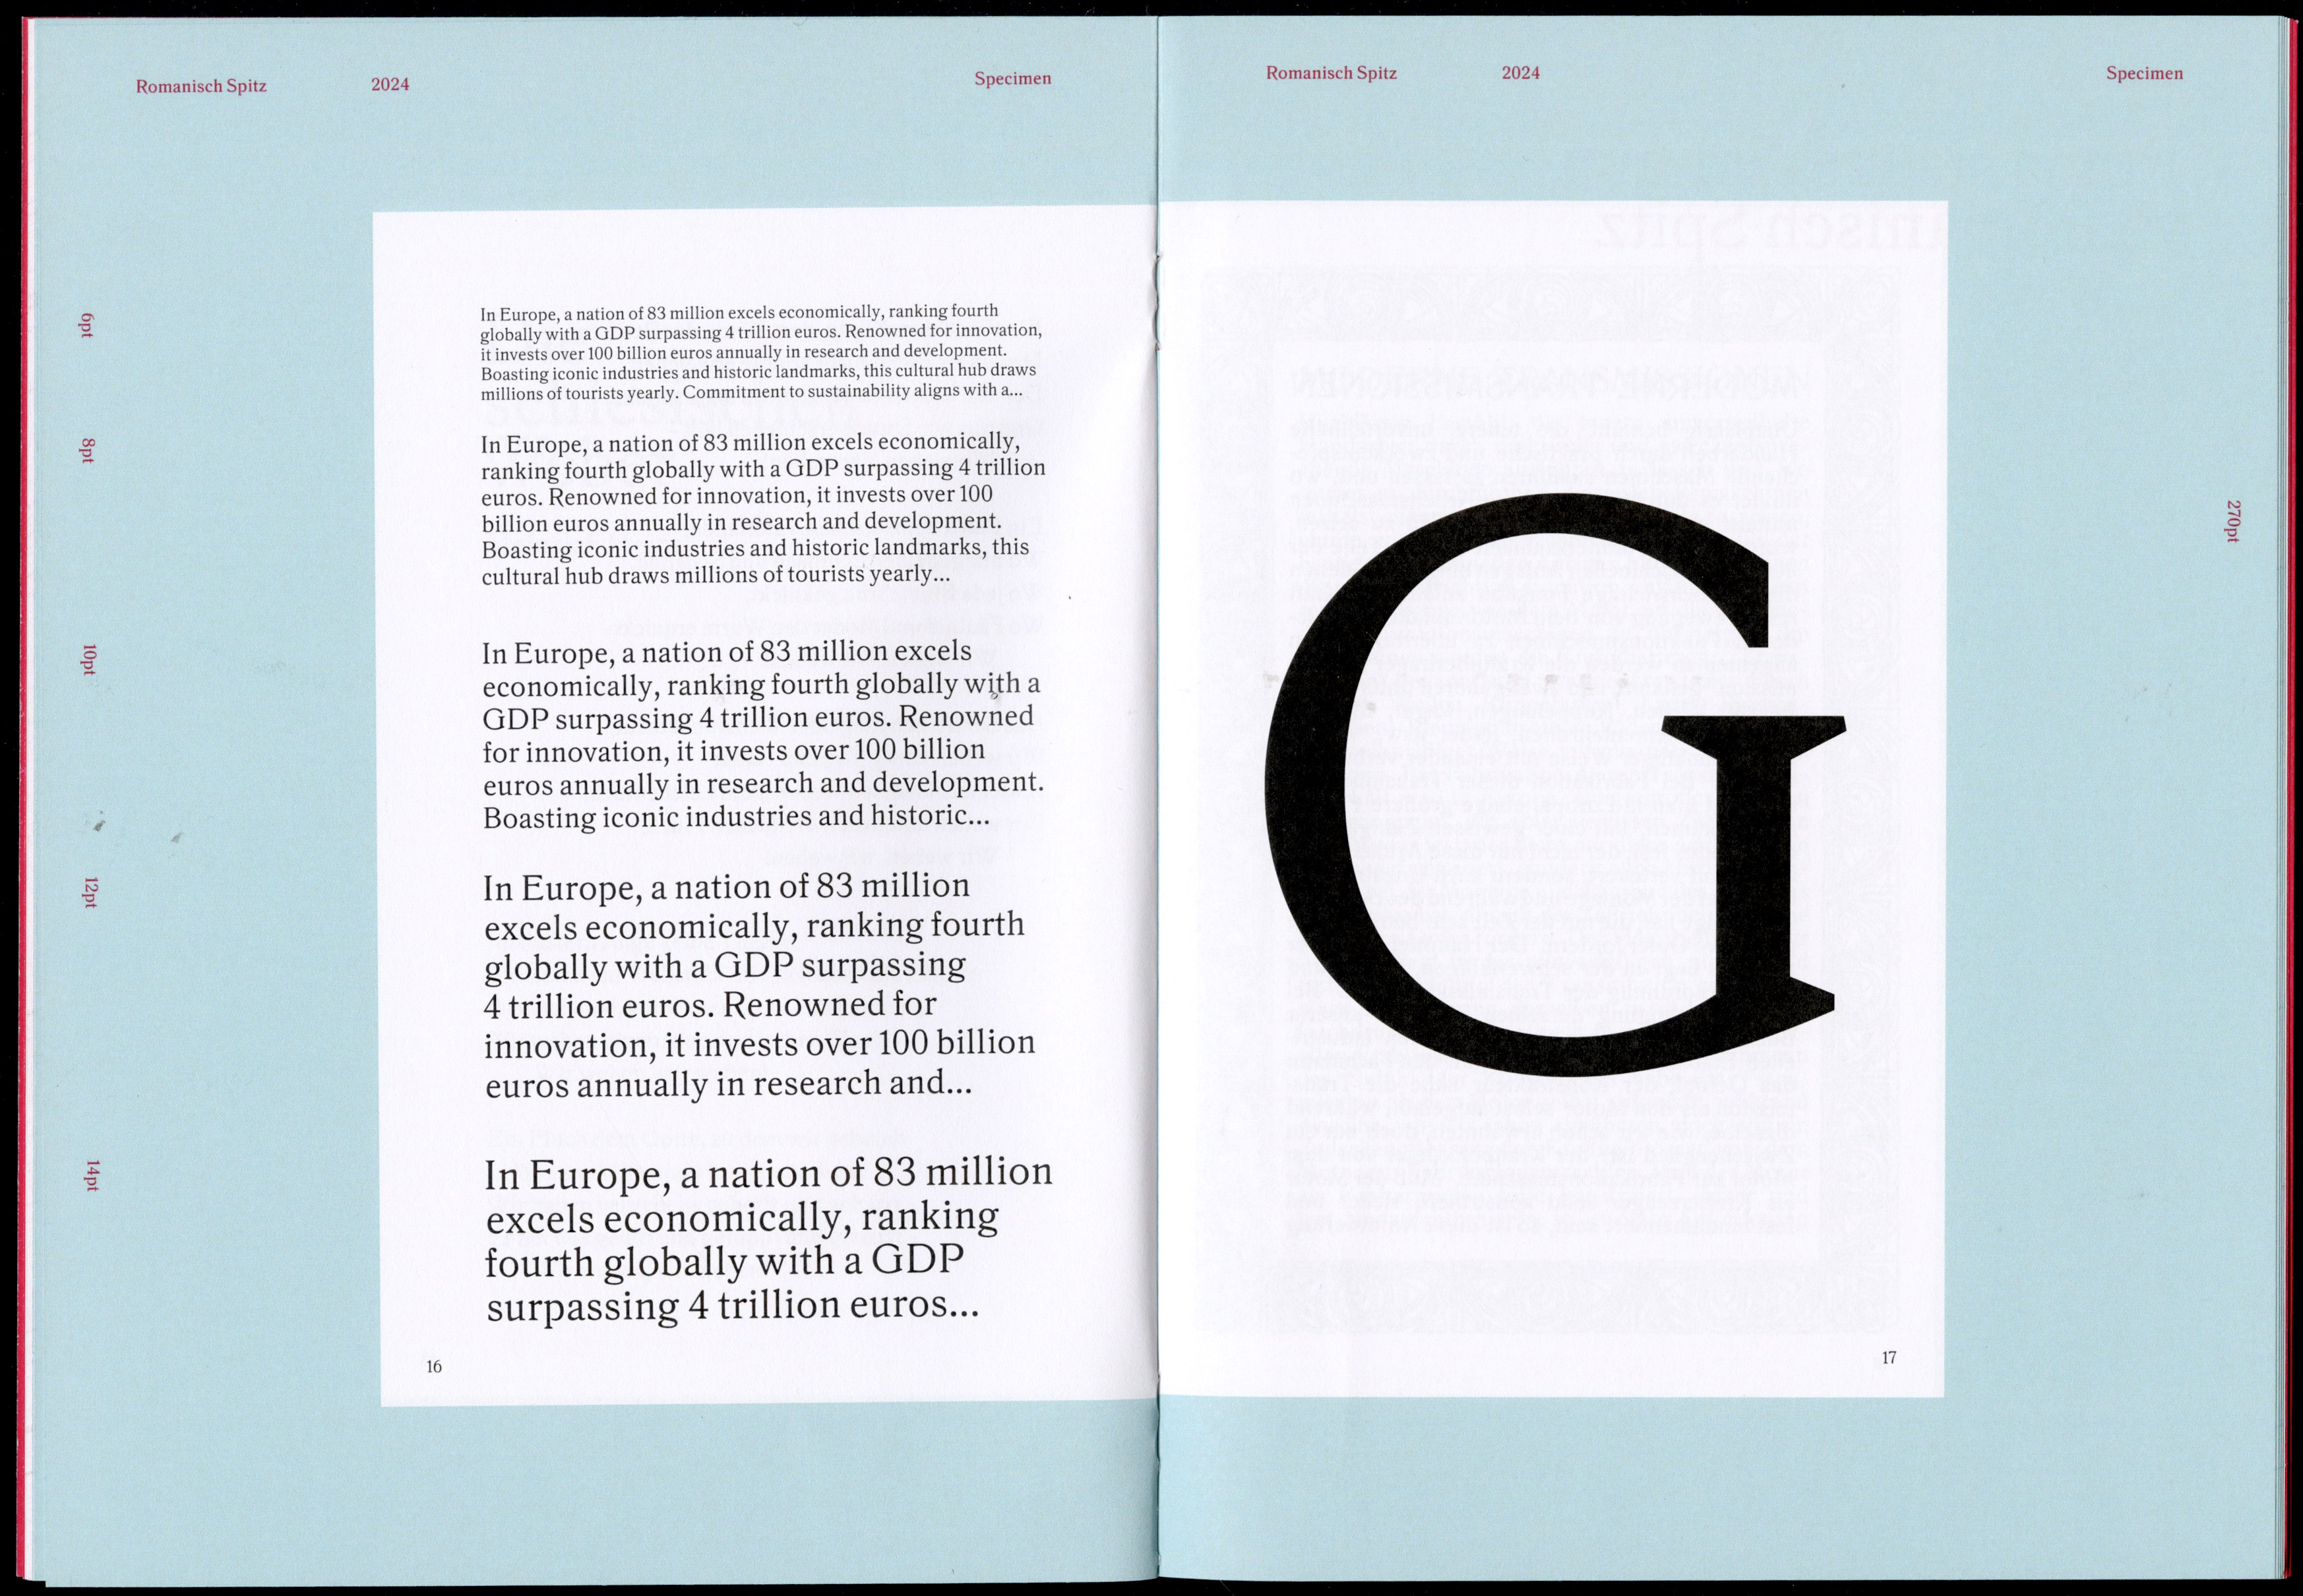 Romanisch Spitz 2024 Specimen
6pt
In Europe, a nation of 83 million excels economically, ranking fourth
globally with a GDP surpassing 4 trillion euros. Renowned for innovation,
it invests over 100 billion euros annually in research and development.
Boasting iconic industries and historic landmarks, this cultural hub draws
millions of tourists yearly. Commitment to sustainability aligns with a...
8pt
In Europe, a nation of 83 million excels economically,
ranking fourth globally with a GDP surpassing 4 trillion
euros. Renowned for innovation, it invests over 100
billion euros annually in research and development.
Boasting iconic industries and historic landmarks, this
cultural hub draws millions of tourists yearly...
10pt
In Europe, a nation of 83 million excels
economically, ranking fourth globally with a
GDP surpassing 4 trillion euros. Renowned
for innovation, it invests over 100 billion
euros annually in research and development.
Boasting iconic industries and historic...
12pt
In Europe, a nation of 83 million
excels economically, ranking fourth
globally with a GDP surpassing
4 trillion euros. Renowned for
innovation, it invests over 100 billion
euros annually in research and...
14pt
In Europe, a nation of 83 million
excels economically, ranking
fourth globally with a GDP
surpassing 4 trillion euros...
16
Romanisch Spitz 2024 Specimen
270pt
G
17